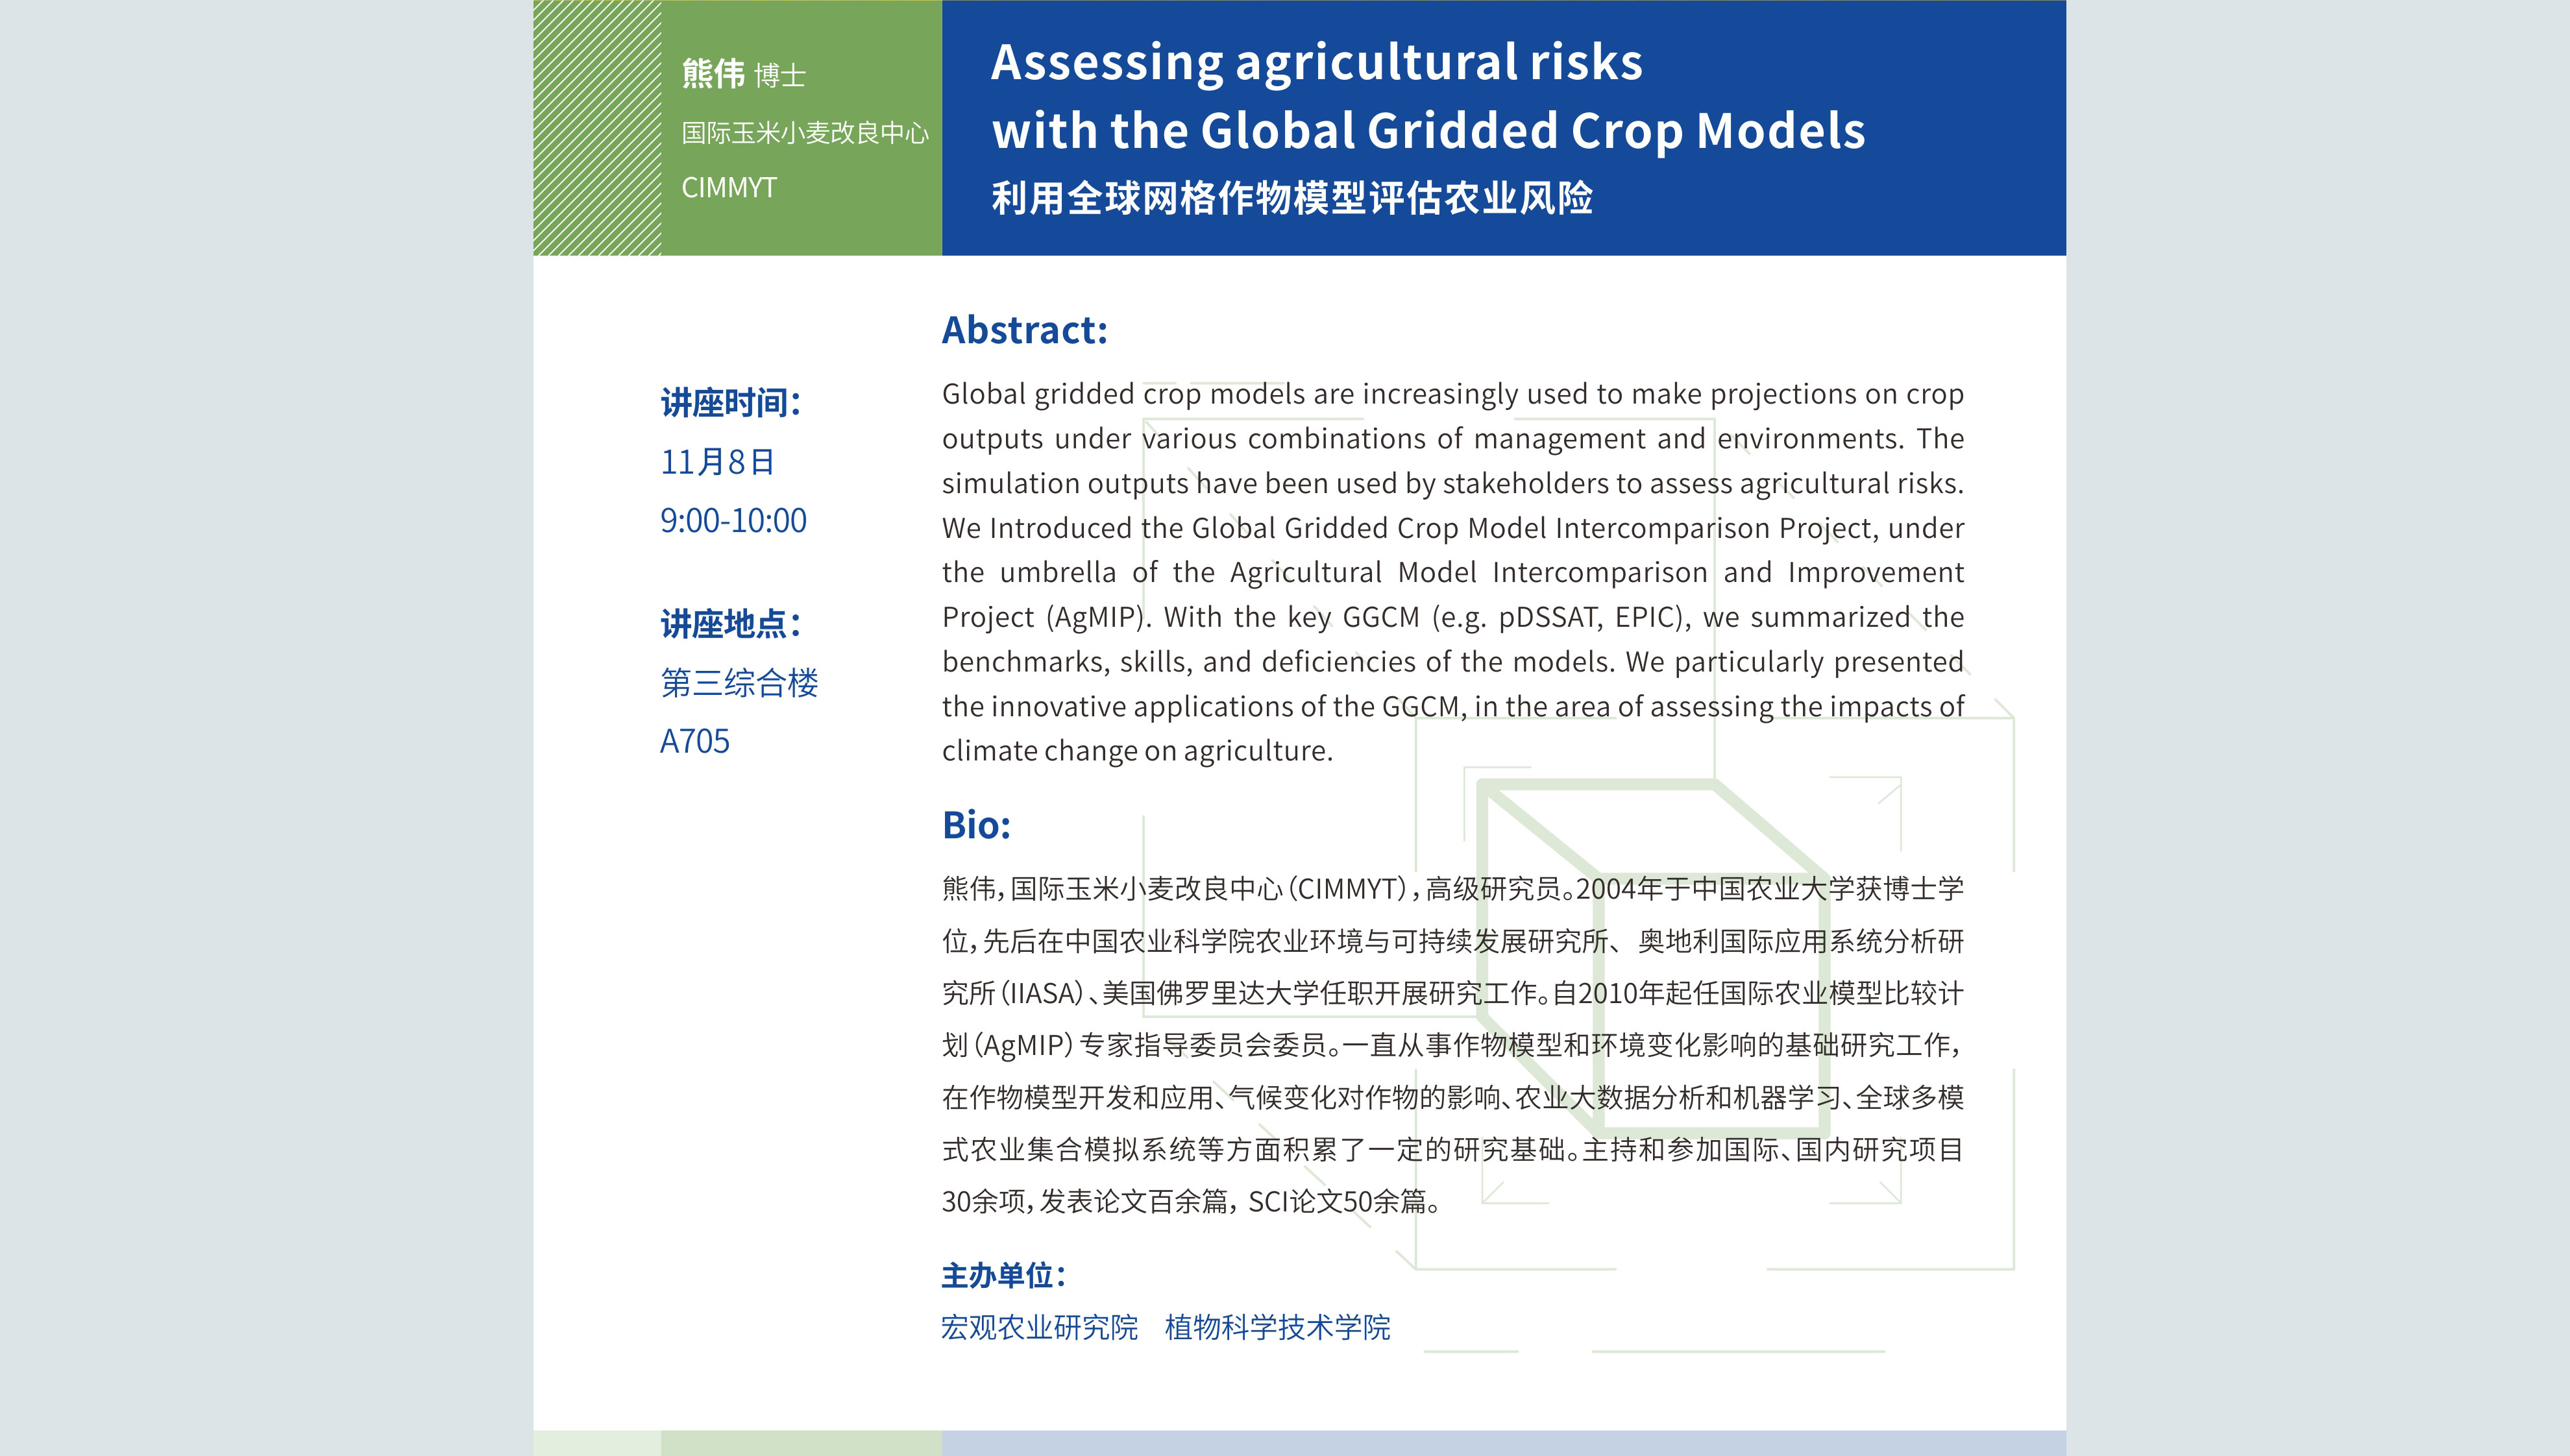 熊伟 博士
国际玉米小麦改良中心
CIMMYT
Assessing agricultural risks
with the Global Gridded Crop Models
利用全球网格作物模型评估农业风险
讲座时间：
11月8日
9:00-10:00
讲座地点：
第三综合楼
A705
Abstract:
Global gridded crop models are increasingly used to make projections on crop
outputs under various combinations of management and environments. The
simulation outputs have been used by stakeholders to assess agricultural risks.
We Introduced the Global Gridded Crop Model Intercomparison Project, under
the umbrella of the Agricultural Model Intercomparison and Improvement
Project (AgMIP). With the key GGCM (e.g. pDSSAT, EPIC), we summarized the
benchmarks, skills, and deficiencies of the models. We particularly presented
the innovative applications of the GGCM, in the area of assessing the impacts of
climate change on agriculture.
Bio:
熊伟，国际玉米小麦改良中心（CIMMYT），高级研究员。2004年于中国农业大学获博士学
位，先后在中国农业科学院农业环境与可持续发展研究所、 奥地利国际应用系统分析研
究所（IIASA）、美国佛罗里达大学任职开展研究工作。自2010年起任国际农业模型比较计
划（AgMIP）专家指导委员会委员。一直从事作物模型和环境变化影响的基础研究工作，
在作物模型开发和应用、气候变化对作物的影响、农业大数据分析和机器学习、全球多模
式农业集合模拟系统等方面积累了一定的研究基础。主持和参加国际、国内研究项目
30余项，发表论文百余篇， SCI论文50余篇。
主办单位：
宏观农业研究院 植物科学技术学院